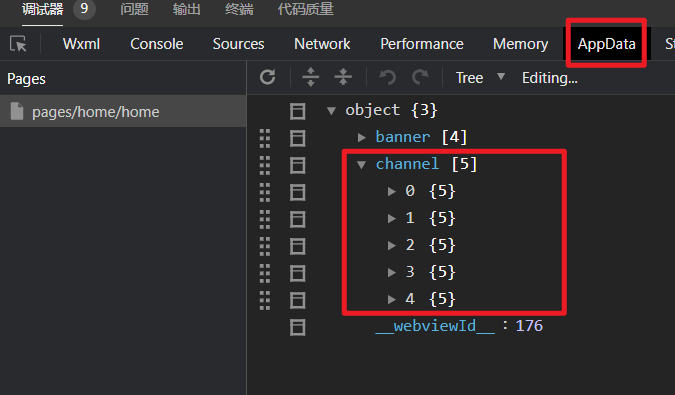 调试器 9 问题 输出 终端 代码质量
Wxml Console Sources Network Performance Memory AppData St
Pages Tree Editing...
pages/home/home object {3}
banner [4]
channel [5]
0 {5}
1 {5}
2 {5}
3 {5}
4 {5}
__webviewId__ : 176